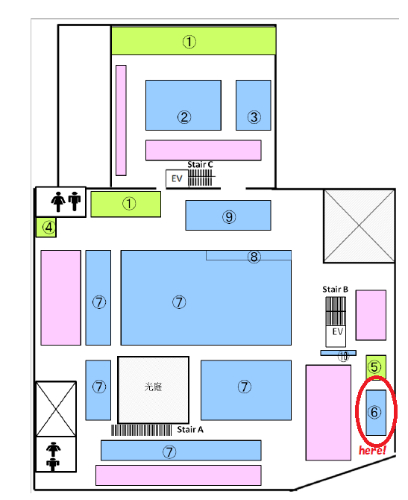 ①
②
③
Stair C
EV
①
④
⑨
⑧
⑦
⑦
Stair B
EV
⑩
⑤
⑦
光庭
⑦
⑥
Stair A
here!
⑦